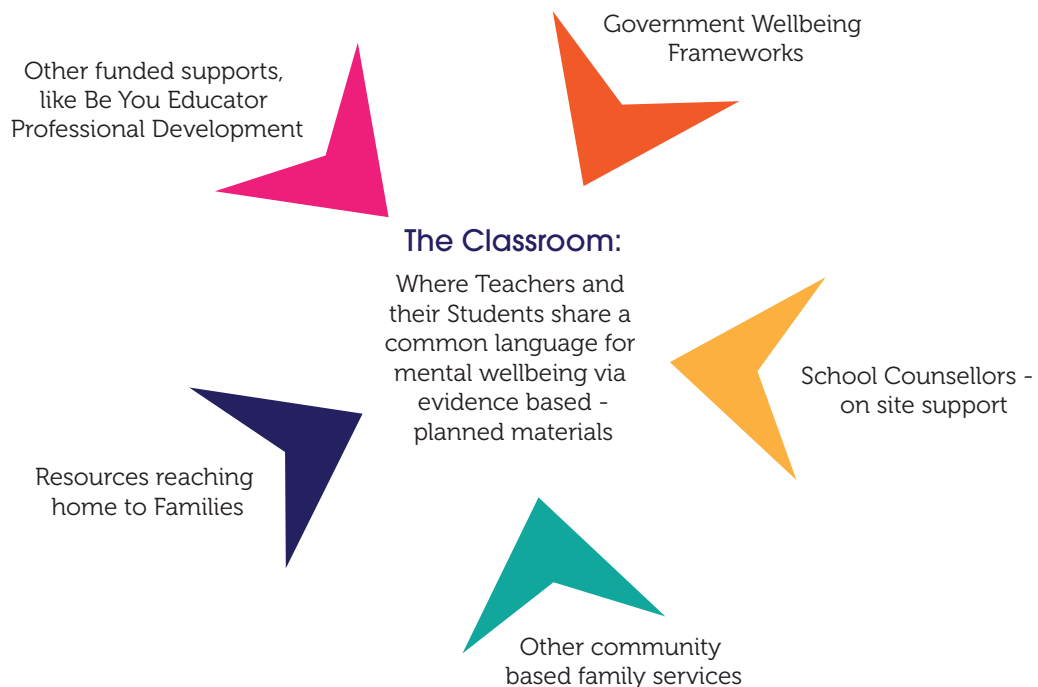 Government Wellbeing
Frameworks
Other funded supports,
like Be You Educator
Professional Development
The Classroom:
Where Teachers and
their Students share a
common language for
mental wellbeing via
evidence based -
planned materials
School Counsellors -
on site support
Resources reaching
home to Families
Other community
based family services